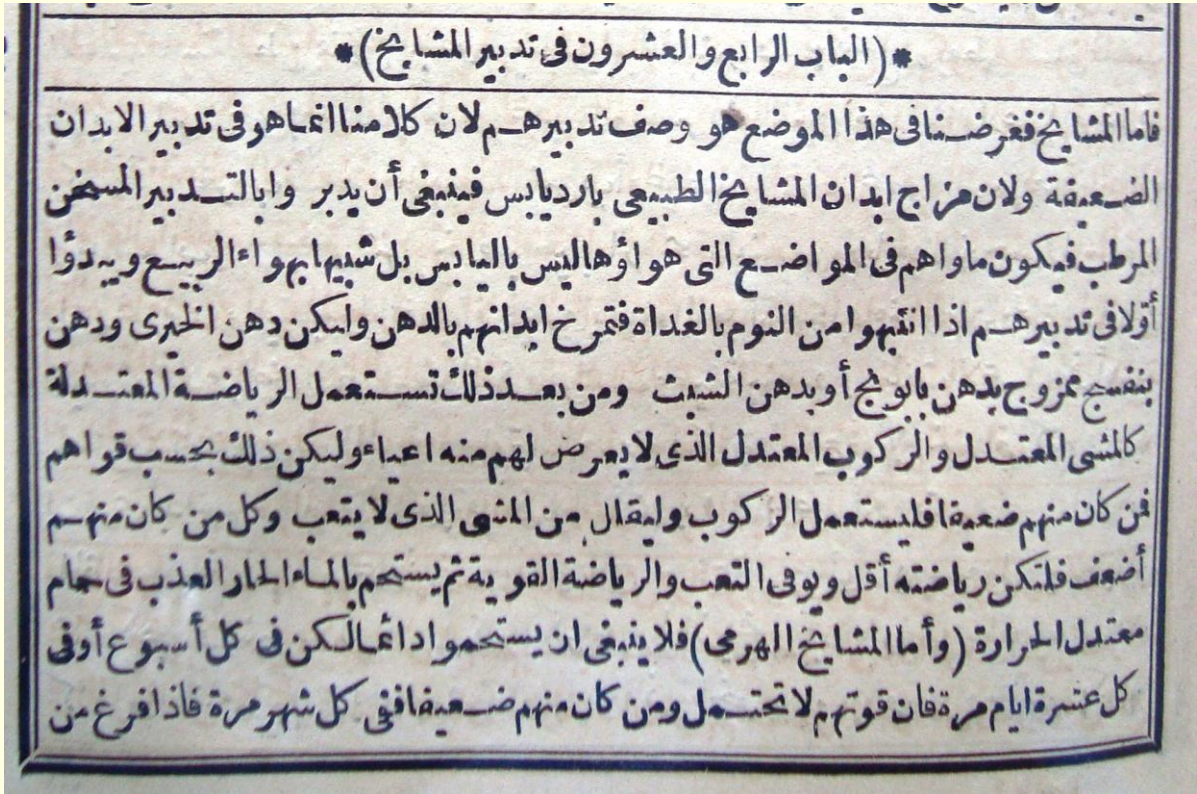 *(الباب الرابع والعشرون فى تدبير المشايخ)*
فاما المشايخ فغرضنا فى هذا الموضع هو وصف تدبيرهم لان كلامنا انما هو فى تدبير الابدان
الضعيفة ولان مزاج ابدان المشايخ الطبيعى بارد يابس فينبغى أن يدبر وا بالتدبير المسخن
المرطب فيكون ماواهم فى المواضع التى هواؤها ليس باليابس بل شبيها بهواء الربيع ويبدؤا
أوّلا فى تدبيرهم اذا انتبهوا من النوم بالغداة فتمرخ ابدانهم بالدهن وليكن دهن الخيرى ودهن
بنفسج ممزوج بدهن بابونج أو بدهن الشبث ومن بعد ذلك تستعمل الرياضة المعتدلة
كالمشى المعتدل والركوب المعتدل الذى لا يعرض لهم منه اعياء وليكن ذلك بحسب قواهم
فمن كان منهم ضعيفا فليستعمل الركوب وليقال من المشى الذى لا يتعب وكل من كان منهم
أضعف فلتكن رياضته أقل ويوقى التعب والرياضة القوية ثم يستحم بالماء الحار العذب فى حمام
معتدل الحرارة (وأما المشايخ الهرمى) فلا ينبغى ان يستحموا دائما لكن فى كل أسبوع أو فى
كل عشرة ايام مرة فان قوتهم لا تحتمل ومن كان منهم ضعيفا ففى كل شهر مرة فاذا فرغ من